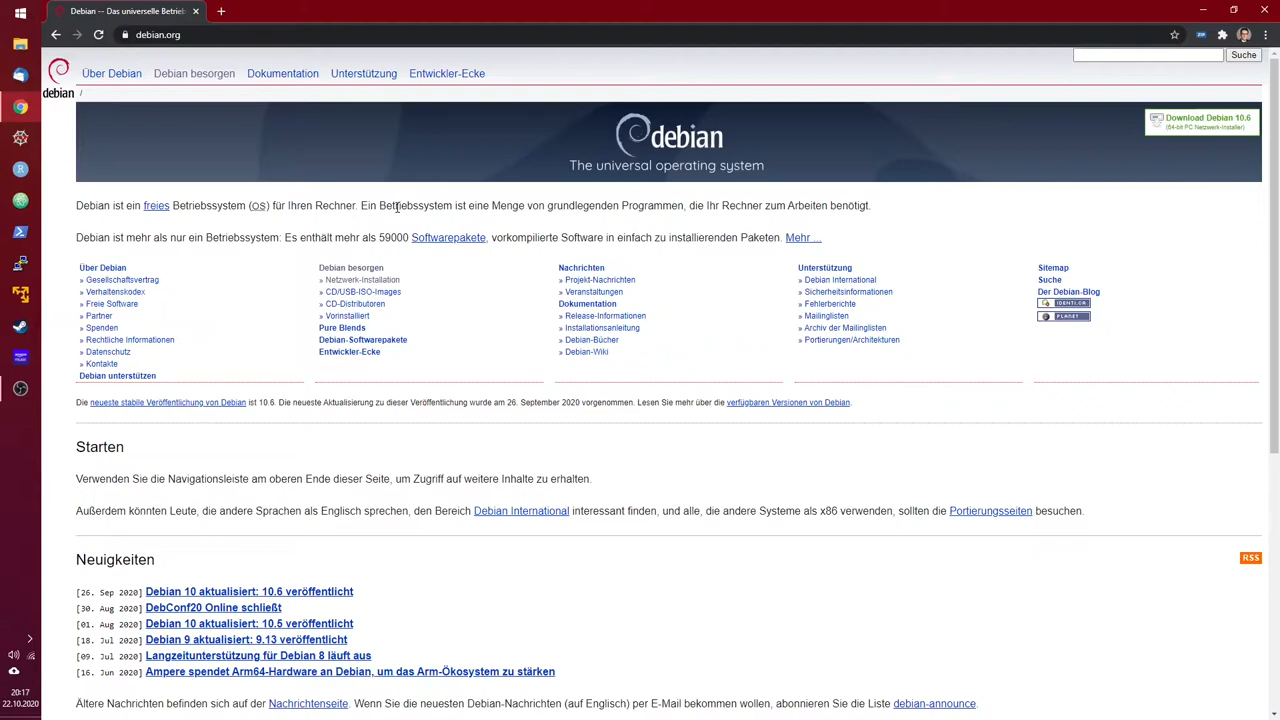 Debian -- Das universelle Betriebs
debian.org
Suche
debian
Über Debian Debian besorgen Dokumentation Unterstützung Entwickler-Ecke
/
debian
The universal operating system
Download Debian 10.6
(64-bit PC Netzwerk-Installer)
Debian ist ein freies Betriebssystem (OS) für Ihren Rechner. Ein Betriebssystem ist eine Menge von grundlegenden Programmen, die Ihr Rechner zum Arbeiten benötigt.
Debian ist mehr als nur ein Betriebssystem: Es enthält mehr als 59000 Softwarepakete, vorkompilierte Software in einfach zu installierenden Paketen. Mehr ...
Über Debian
» Gesellschaftsvertrag
» Verhaltenskodex
» Freie Software
» Partner
» Spenden
» Rechtliche Informationen
» Datenschutz
» Kontakte
Debian unterstützen
Debian besorgen
» Netzwerk-Installation
» CD/USB-ISO-Images
» CD-Distributoren
» Vorinstalliert
Pure Blends
Debian-Softwarepakete
Entwickler-Ecke
Nachrichten
» Projekt-Nachrichten
» Veranstaltungen
Dokumentation
» Release-Informationen
» Installationsanleitung
» Debian-Bücher
» Debian-Wiki
Unterstützung
» Debian International
» Sicherheitsinformationen
» Fehlerberichte
» Mailinglisten
» Archiv der Mailinglisten
» Portierungen/Architekturen
Sitemap
Suche
Der Debian-Blog
IDENTI.CA
PLANET
Die neueste stabile Veröffentlichung von Debian ist 10.6. Die neueste Aktualisierung zu dieser Veröffentlichung wurde am 26. September 2020 vorgenommen. Lesen Sie mehr über die verfügbaren Versionen von Debian.
Starten
Verwenden Sie die Navigationsleiste am oberen Ende dieser Seite, um Zugriff auf weitere Inhalte zu erhalten.
Außerdem könnten Leute, die andere Sprachen als Englisch sprechen, den Bereich Debian International interessant finden, und alle, die andere Systeme als x86 verwenden, sollten die Portierungsseiten besuchen.
Neuigkeiten
RSS
[26. Sep 2020] Debian 10 aktualisiert: 10.6 veröffentlicht
[30. Aug 2020] DebConf20 Online schließt
[01. Aug 2020] Debian 10 aktualisiert: 10.5 veröffentlicht
[18. Jul 2020] Debian 9 aktualisiert: 9.13 veröffentlicht
[09. Jul 2020] Langzeitunterstützung für Debian 8 läuft aus
[16. Jun 2020] Ampere spendet Arm64-Hardware an Debian, um das Arm-Ökosystem zu stärken
Ältere Nachrichten befinden sich auf der Nachrichtenseite. Wenn Sie die neuesten Debian-Nachrichten (auf Englisch) per E-Mail bekommen wollen, abonnieren Sie die Liste debian-announce.
20:17
22.10.2020